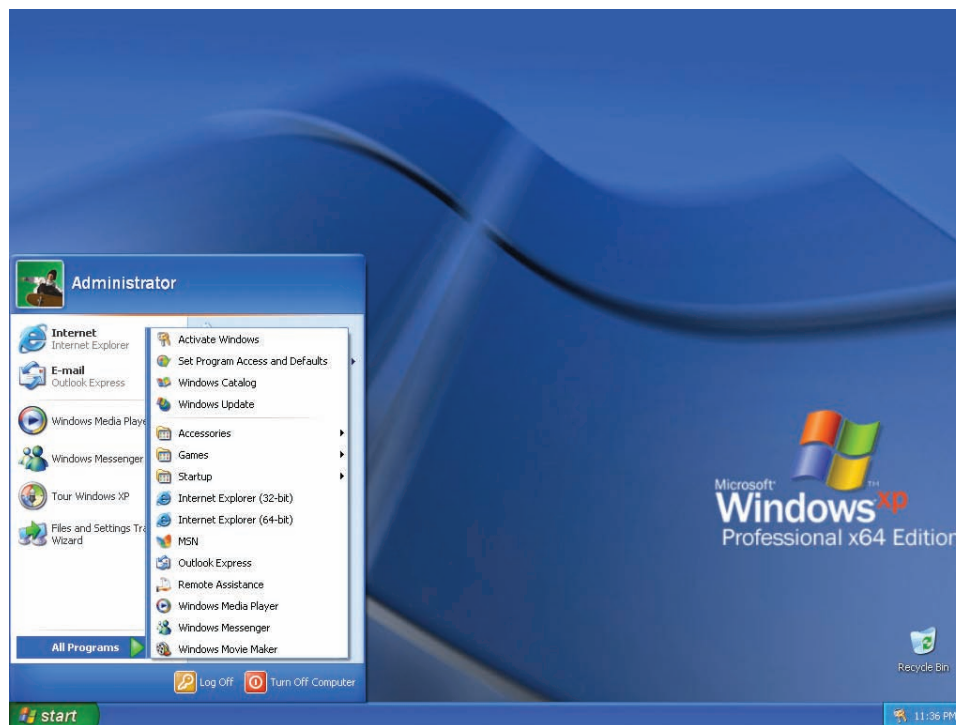 Administrator
Internet
Internet Explorer
E-mail
Outlook Express
Windows Media Playe
Windows Messenger
Tour Windows XP
Files and Settings Tra
Wizard
All Programs
Activate Windows
Set Program Access and Defaults
Windows Catalog
Windows Update
Accessories
Games
Startup
Internet Explorer (32-bit)
Internet Explorer (64-bit)
MSN
Outlook Express
Remote Assistance
Windows Media Player
Windows Messenger
Windows Movie Maker
Log Off
Turn Off Computer
start
Microsoft
Windows xp TM
Professional x64 Edition
Recycle Bin
11:36 PM